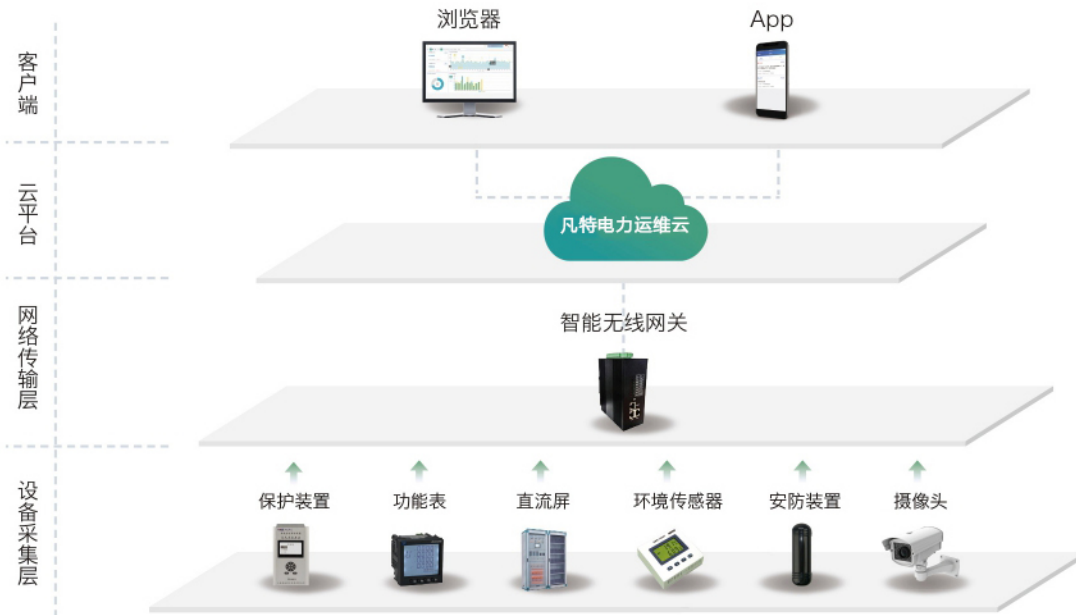 客户端
浏览器
App
云平台
凡特电力运维云
网络传输层
智能无线网关
设备采集层
保护装置
功能表
直流屏
环境传感器
安防装置
摄像头